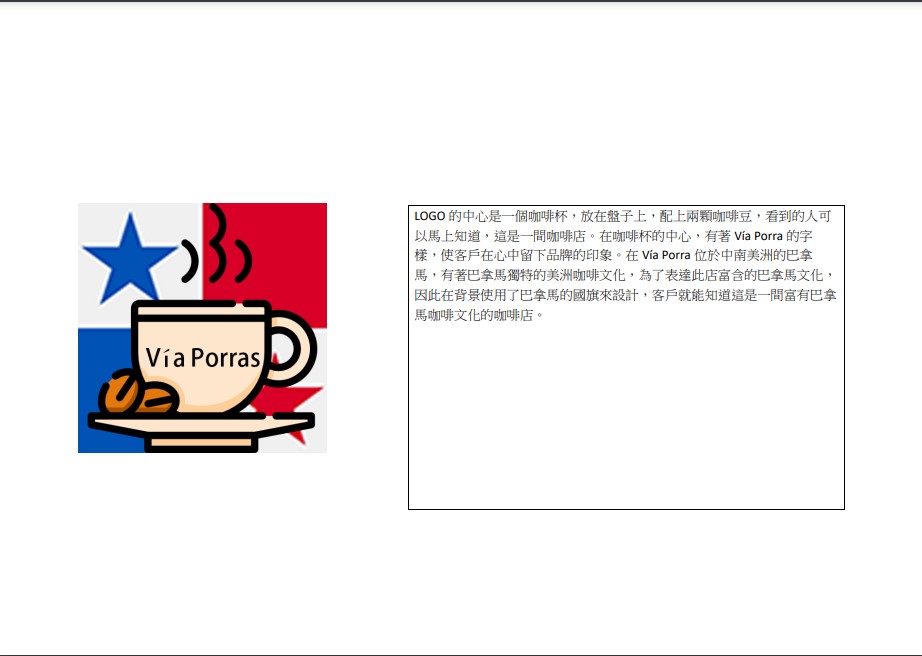 Vía Porras
LOGO 的中心是一個咖啡杯，放在盤子上，配上兩顆咖啡豆，看到的人可
以馬上知道，這是一間咖啡店。在咖啡杯的中心，有著 Vía Porra 的字
樣，使客戶在心中留下品牌的印象。在 Vía Porra 位於中南美洲的巴拿
馬，有著巴拿馬獨特的美洲咖啡文化，為了表達此店富含的巴拿馬文化，
因此在背景使用了巴拿馬的國旗來設計，客戶就能知道這是一間富有巴拿
馬咖啡文化的咖啡店。